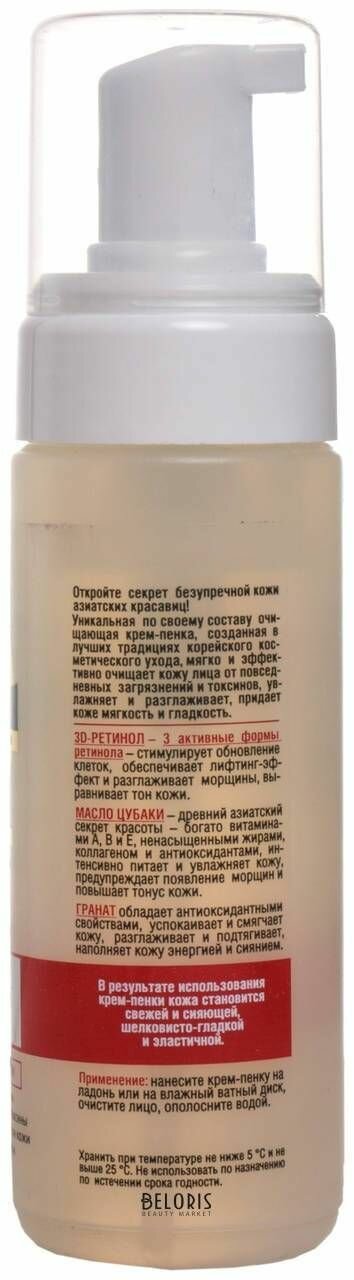 Откройте секрет безупречной кожи
азиатских красавиц!
Уникальная по своему составу очи-
щающая крем-пенка, созданная в
лучших традициях корейского кос-
метического ухода, мягко и эффек-
тивно очищает кожу лица от повсед-
невных загрязнений и токсинов, ув-
лажняет и разглаживает, придает
коже мягкость и гладкость.
3D-РЕТИНОЛ – 3 активные формы
ретинола – стимулирует обновление
клеток, обеспечивает лифтинг-эф-
фект и разглаживает морщины, вы-
равнивает тон кожи.
МАСЛО ЦУБАКИ – древний азиатский
секрет красоты – богато витамина-
ми А, В и Е, ненасыщенными жирами,
коллагеном и антиоксидантами, ин-
тенсивно питает и увлажняет кожу,
предупреждает появление морщин и
повышает тонус кожи.
ГРАНАТ обладает антиоксидантными
свойствами, успокаивает и смягчает
кожу, разглаживает и подтягивает,
наполняет кожу энергией и сиянием.
В результате использования
крем-пенки кожа становится
свежей и сияющей,
шелковисто-гладкой
и эластичной.
Применение: нанесите крем-пенку на
ладонь или на влажный ватный диск,
очистите лицо, ополосните водой.
Хранить при температуре не ниже 5 °С и не
выше 25 °С. Не использовать по назначению
по истечении срока годности.
кожи
BELORIS
BEAUTY MARKET